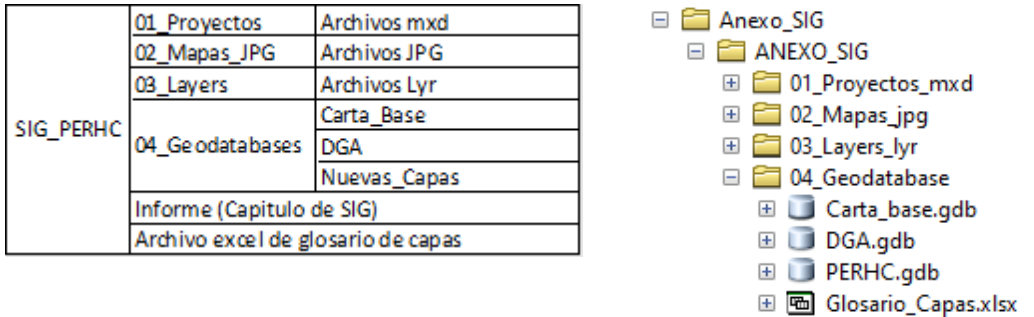 SIG_PERHC
01_Proyectos Archivos mxd
02_Mapas_JPG Archivos JPG
03_Layers Archivos Lyr
04_Geodatabases
Carta_Base
DGA
Nuevas_Capas
Informe (Capitulo de SIG)
Archivo excel de glosario de capas
Anexo_SIG
ANEXO_SIG
01_Proyectos_mxd
02_Mapas_jpg
03_Layers_lyr
04_Geodatabase
Carta_base.gdb
DGA.gdb
PERHC.gdb
Glosario_Capas.xlsx